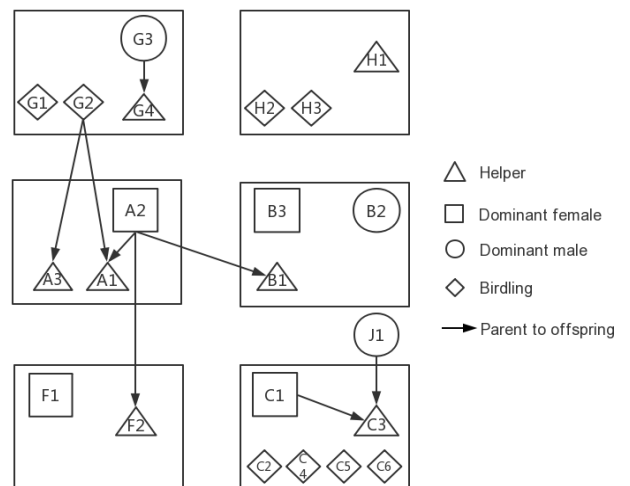 G3
G1 G2 G4
H1
H2 H3
A2
A3 A1
B3 B2
B1
J1
F1
F2
C1
C3
C2 C
4 C5 C6
Helper
Dominant female
Dominant male
Birdling
Parent to offspring